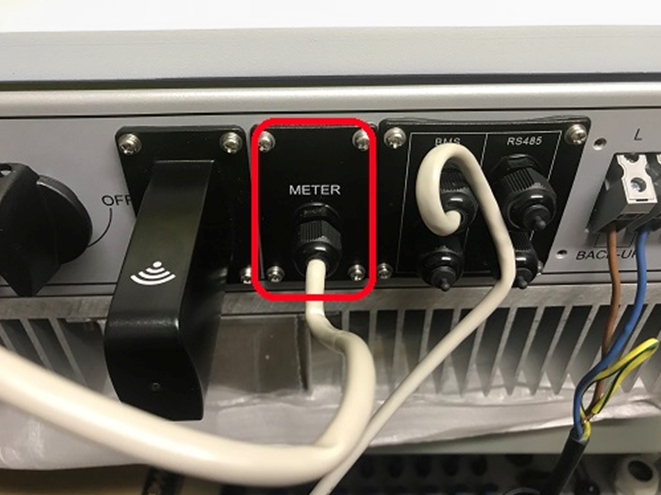 OFF
METER
BMS
RS485
L
BACK-UP